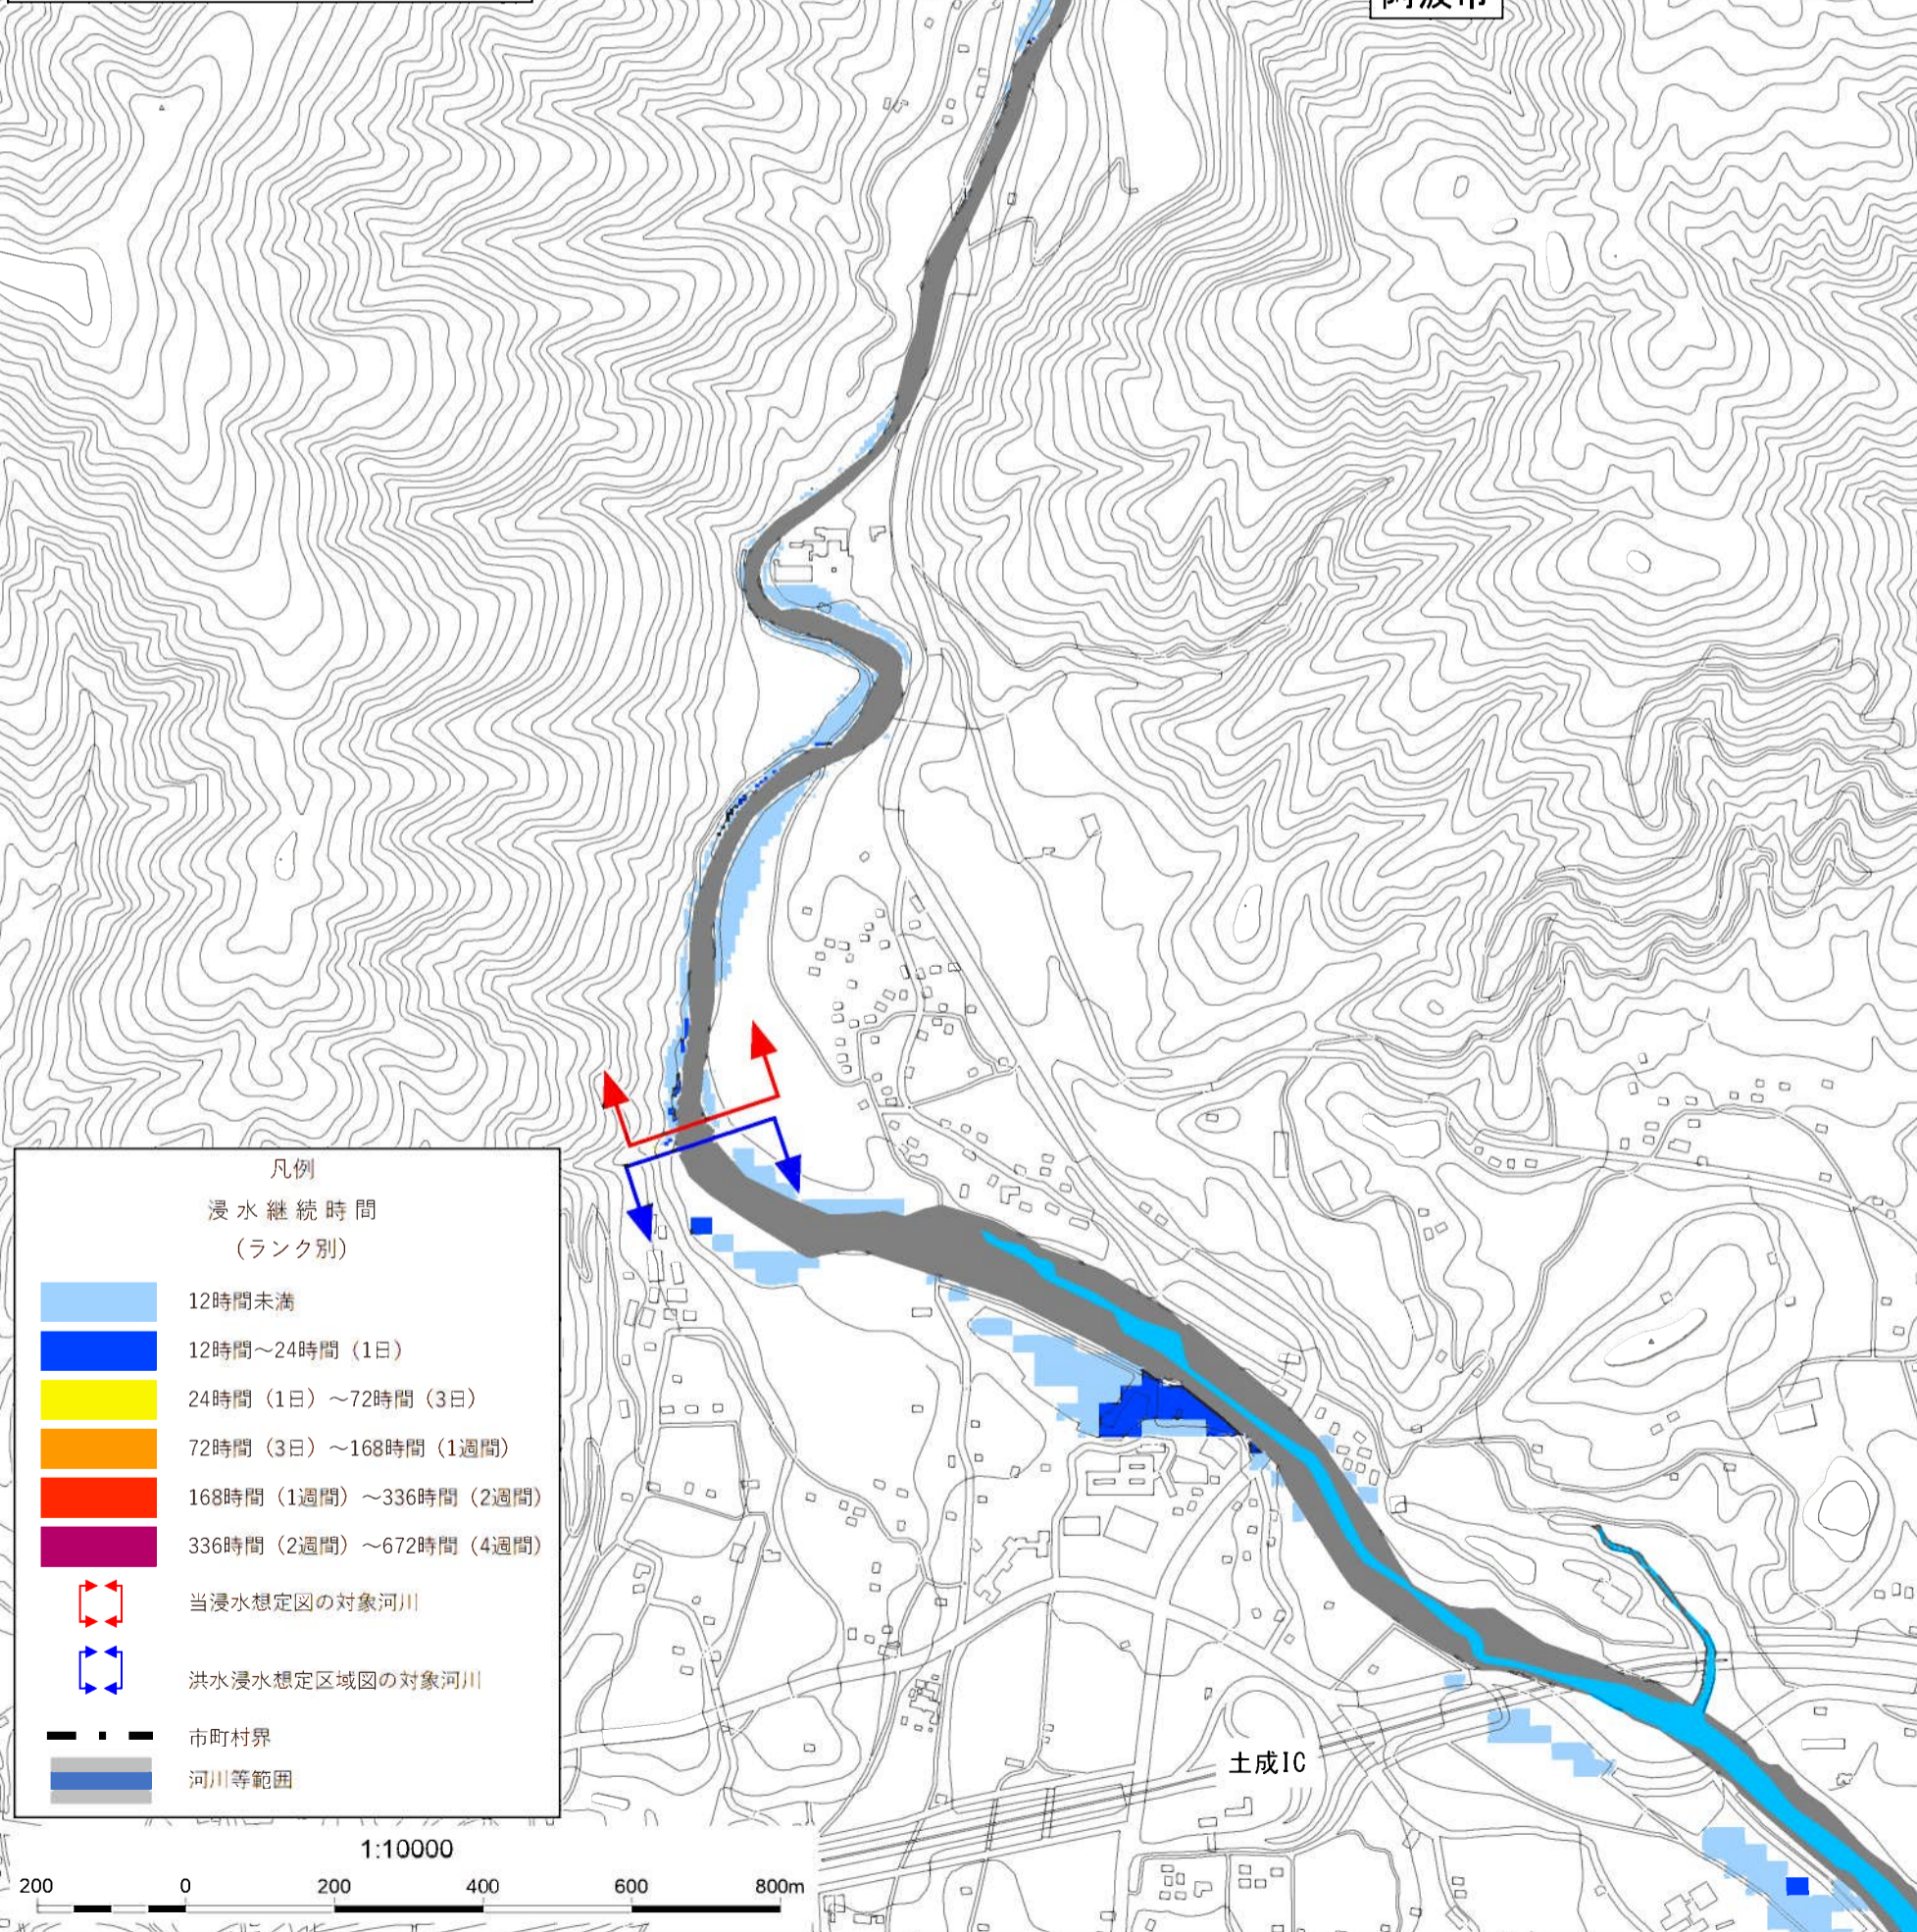 阿波市
凡例
浸水継続時間
（ランク別）
12時間未満
12時間～24時間（1日）
24時間（1日）～72時間（3日）
72時間（3日）～168時間（1週間）
168時間（1週間）～336時間（2週間）
336時間（2週間）～672時間（4週間）
当浸水想定図の対象河川
洪水浸水想定区域図の対象河川
市町村界
河川等範囲
土成IC
1:10000
200 0 200 400 600 800m